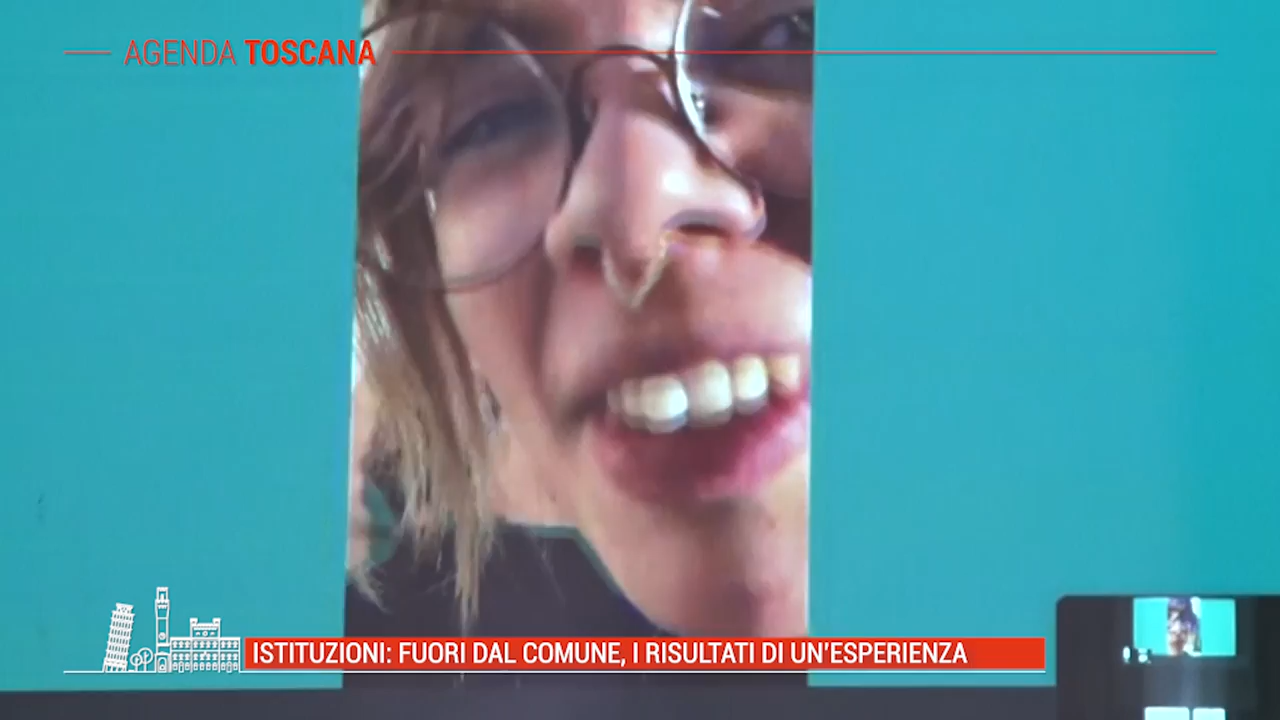 AGENDA TOSCANA
ISTITUZIONI: FUORI DAL COMUNE, I RISULTATI DI UN'ESPERIENZA